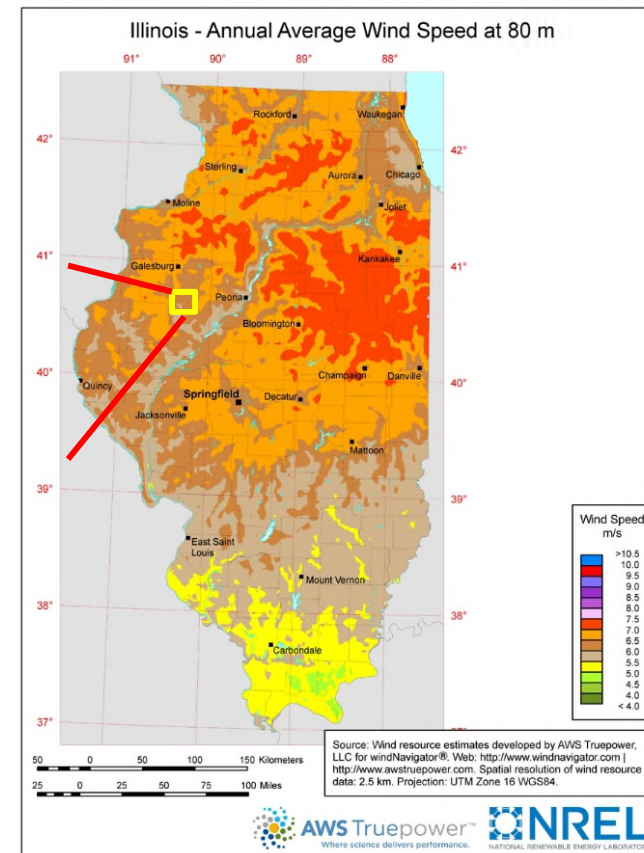 Illinois - Annual Average Wind Speed at 80 m
91°
90°
89°
88°
Rockford
Waukegan
42°
42°
Sterling
Aurora
Chicago
Moline
Joliet
41°
41°
Galesburg
Kankakee
Peoria
Bloomington
40°
Champaign
Danville
40°
Quincy
Springfield
Decatur
Jacksonville
Mattoon
39°
39°
Wind Speed
m/s
>10.5
10.0
9.5
9.0
8.5
8.0
7.5
7.0
6.5
6.0
5.5
5.0
4.5
4.0
< 4.0
East Saint
Louis
Mount Vernon
38°
38°
Carbondale
37°
Source: Wind resource estimates developed by AWS Truepower,
LLC for windNavigator®. Web: http://www.windnavigator.com |
http://www.awstruepower.com. Spatial resolution of wind resource
data: 2.5 km. Projection: UTM Zone 16 WGS84.
50 0 50 100 150 Kilometers
25 0 25 50 75 100 Miles
AWS Truepower™
Where science delivers performance.
NREL
NATIONAL RENEWABLE ENERGY LABORATOR